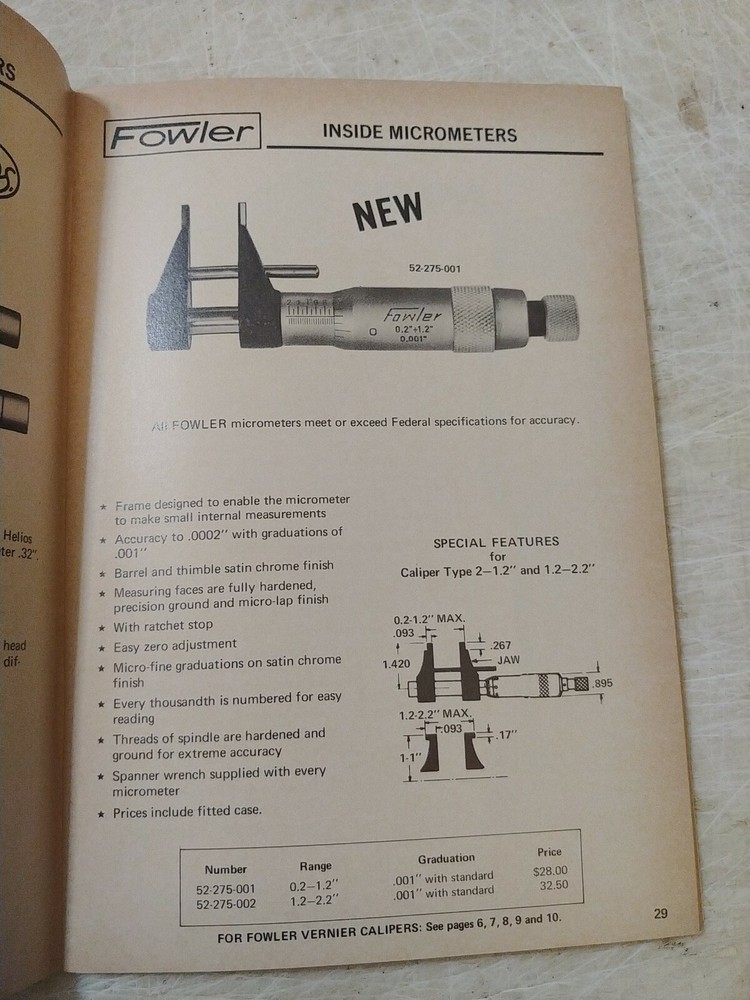 RS
Helios
ter .32".
head
dif-
Fowler
INSIDE MICROMETERS
NEW
52-275-001
Fowler
0.2"÷1.2"
0.001"
All FOWLER micrometers meet or exceed Federal specifications for accuracy.
★ Frame designed to enable the micrometer
to make small internal measurements
★ Accuracy to .0002" with graduations of
.001"
★ Barrel and thimble satin chrome finish
★ Measuring faces are fully hardened,
precision ground and micro-lap finish
★ With ratchet stop
★ Easy zero adjustment
★ Micro-fine graduations on satin chrome
finish
★ Every thousandth is numbered for easy
reading
★ Threads of spindle are hardened and
ground for extreme accuracy
★ Spanner wrench supplied with every
micrometer
★ Prices include fitted case.
SPECIAL FEATURES
for
Caliper Type 2–1.2" and 1.2–2.2"
0.2-1.2" MAX.
.093
.267
JAW
1.420
.895
1.2-2.2" MAX.
.093
.17"
1-1"
Number Range Graduation Price
52-275-001 0.2–1.2" .001" with standard $28.00
52-275-002 1.2–2.2" .001" with standard 32.50
FOR FOWLER VERNIER CALIPERS: See pages 6, 7, 8, 9 and 10.
29